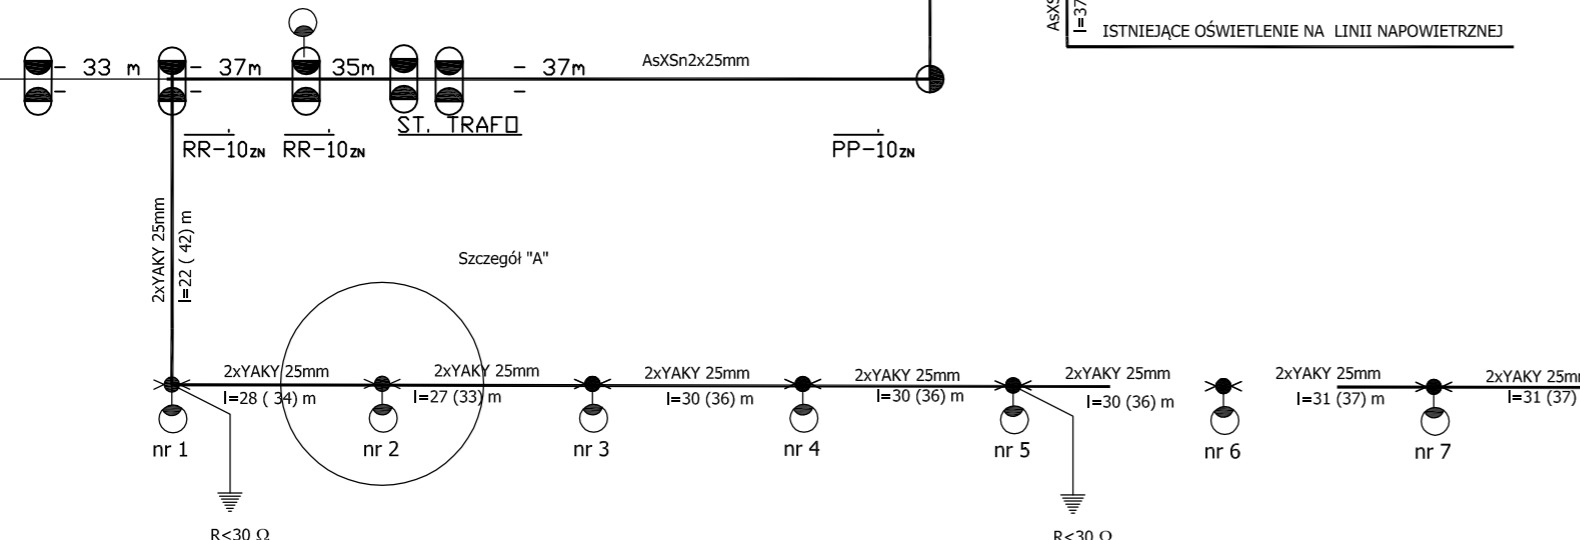 AsXS
l=37
ISTNIEJĄCE OŚWIETLENIE NA LINII NAPOWIETRZNEJ
33 m
37m
35m
37m
AsXSn2x25mm
ST. TRAFO
RR-10ZN
RR-10ZN
PP-10ZN
2xYAKY 25mm
l=22 ( 42) m
Szczegół "A"
2xYAKY 25mm
l=28 ( 34) m
2xYAKY 25mm
l=27 (33) m
2xYAKY 25mm
l=30 (36) m
2xYAKY 25mm
l=30 (36) m
2xYAKY 25mm
l=30 (36) m
2xYAKY 25mm
l=31 (37) m
2xYAKY 25m
l=31 (37)
nr 1
nr 2
nr 3
nr 4
nr 5
nr 6
nr 7
R<30 Ω
R<30 Ω